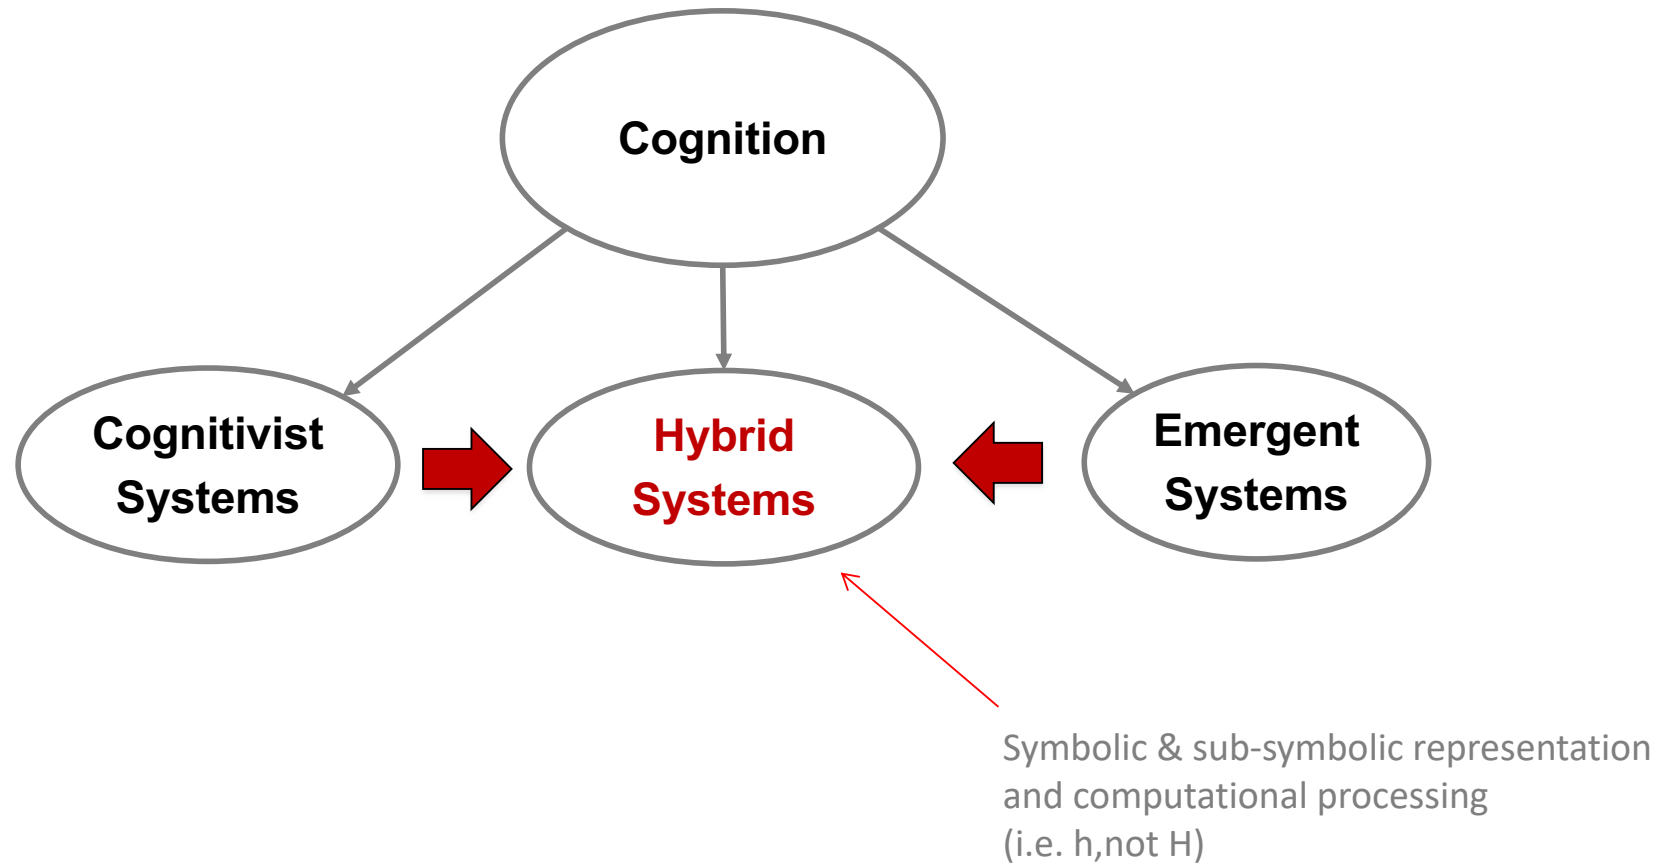 Cognition
Cognitivist
Systems
Hybrid
Systems
Emergent
Systems
Symbolic & sub-symbolic representation
and computational processing
(i.e. h,not H)